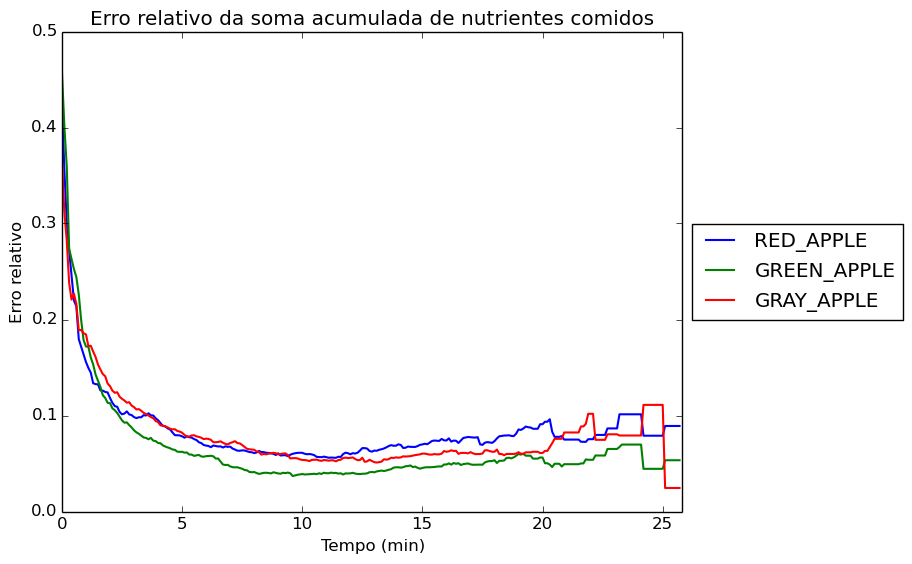 Erro relativo da soma acumulada de nutrientes comidos
0.5
0.4
0.3
0.2
0.1
0.0
Erro relativo
0 5 10 15 20 25
Tempo (min)
RED_APPLE
GREEN_APPLE
GRAY_APPLE